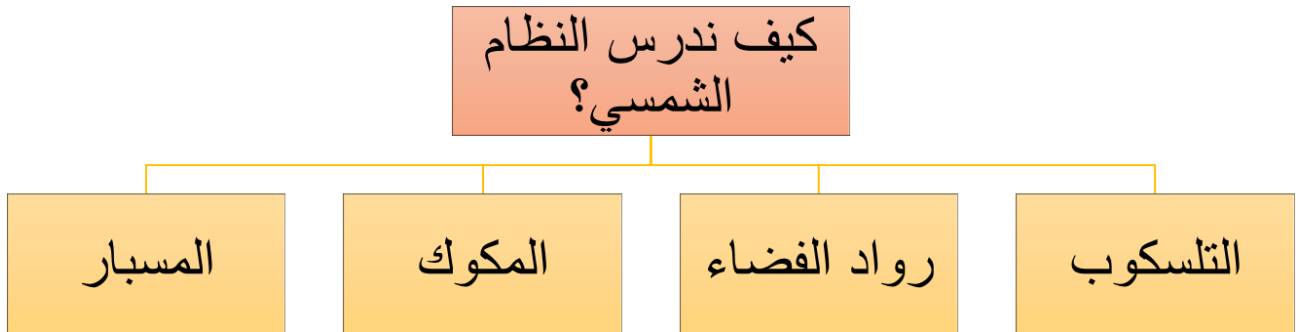 كيف ندرس النظام
الشمسي؟
التلسكوب
رواد الفضاء
المكوك
المسبار